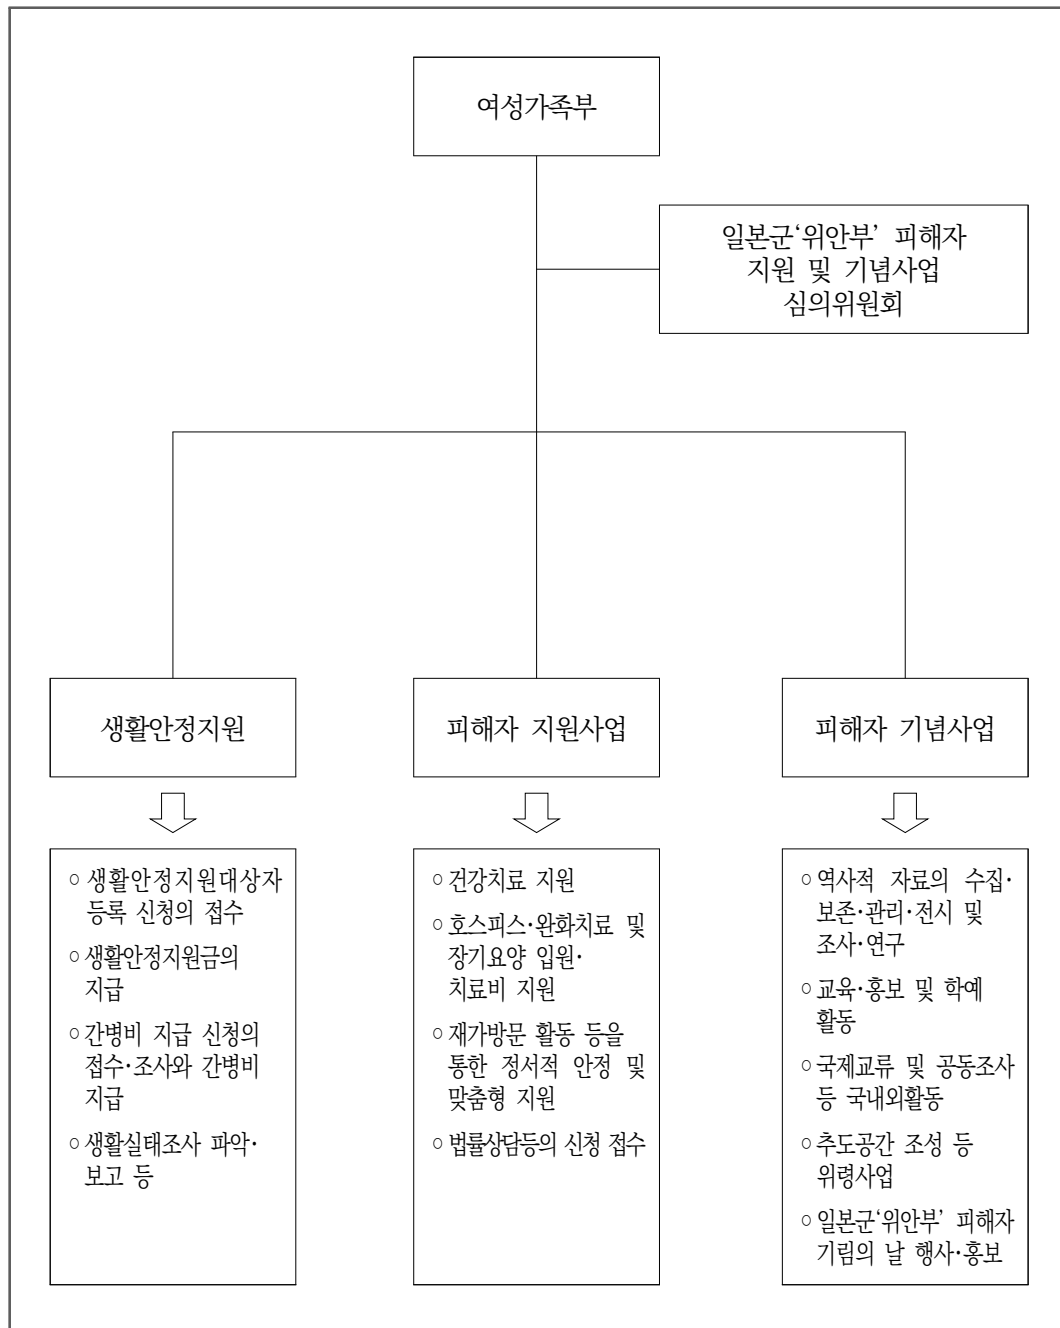 여성가족부
일본군‘위안부’ 피해자
지원 및 기념사업
심의위원회
생활안정지원
피해자 지원사업
피해자 기념사업
○ 생활안정지원대상자
등록 신청의 접수
○ 생활안정지원금의
지급
○ 간병비 지급 신청의
접수·조사와 간병비
지급
○ 생활실태조사 파악·
보고 등
○ 건강치료 지원
○ 호스피스·완화치료 및
장기요양 입원·
치료비 지원
○ 재가방문 활동 등을
통한 정서적 안정 및
맞춤형 지원
○ 법률상담등의 신청 접수
○ 역사적 자료의 수집·
보존·관리·전시 및
조사·연구
○ 교육·홍보 및 학예
활동
○ 국제교류 및 공동조사
등 국내외활동
○ 추도공간 조성 등
위령사업
○ 일본군‘위안부’ 피해자
기림의 날 행사·홍보